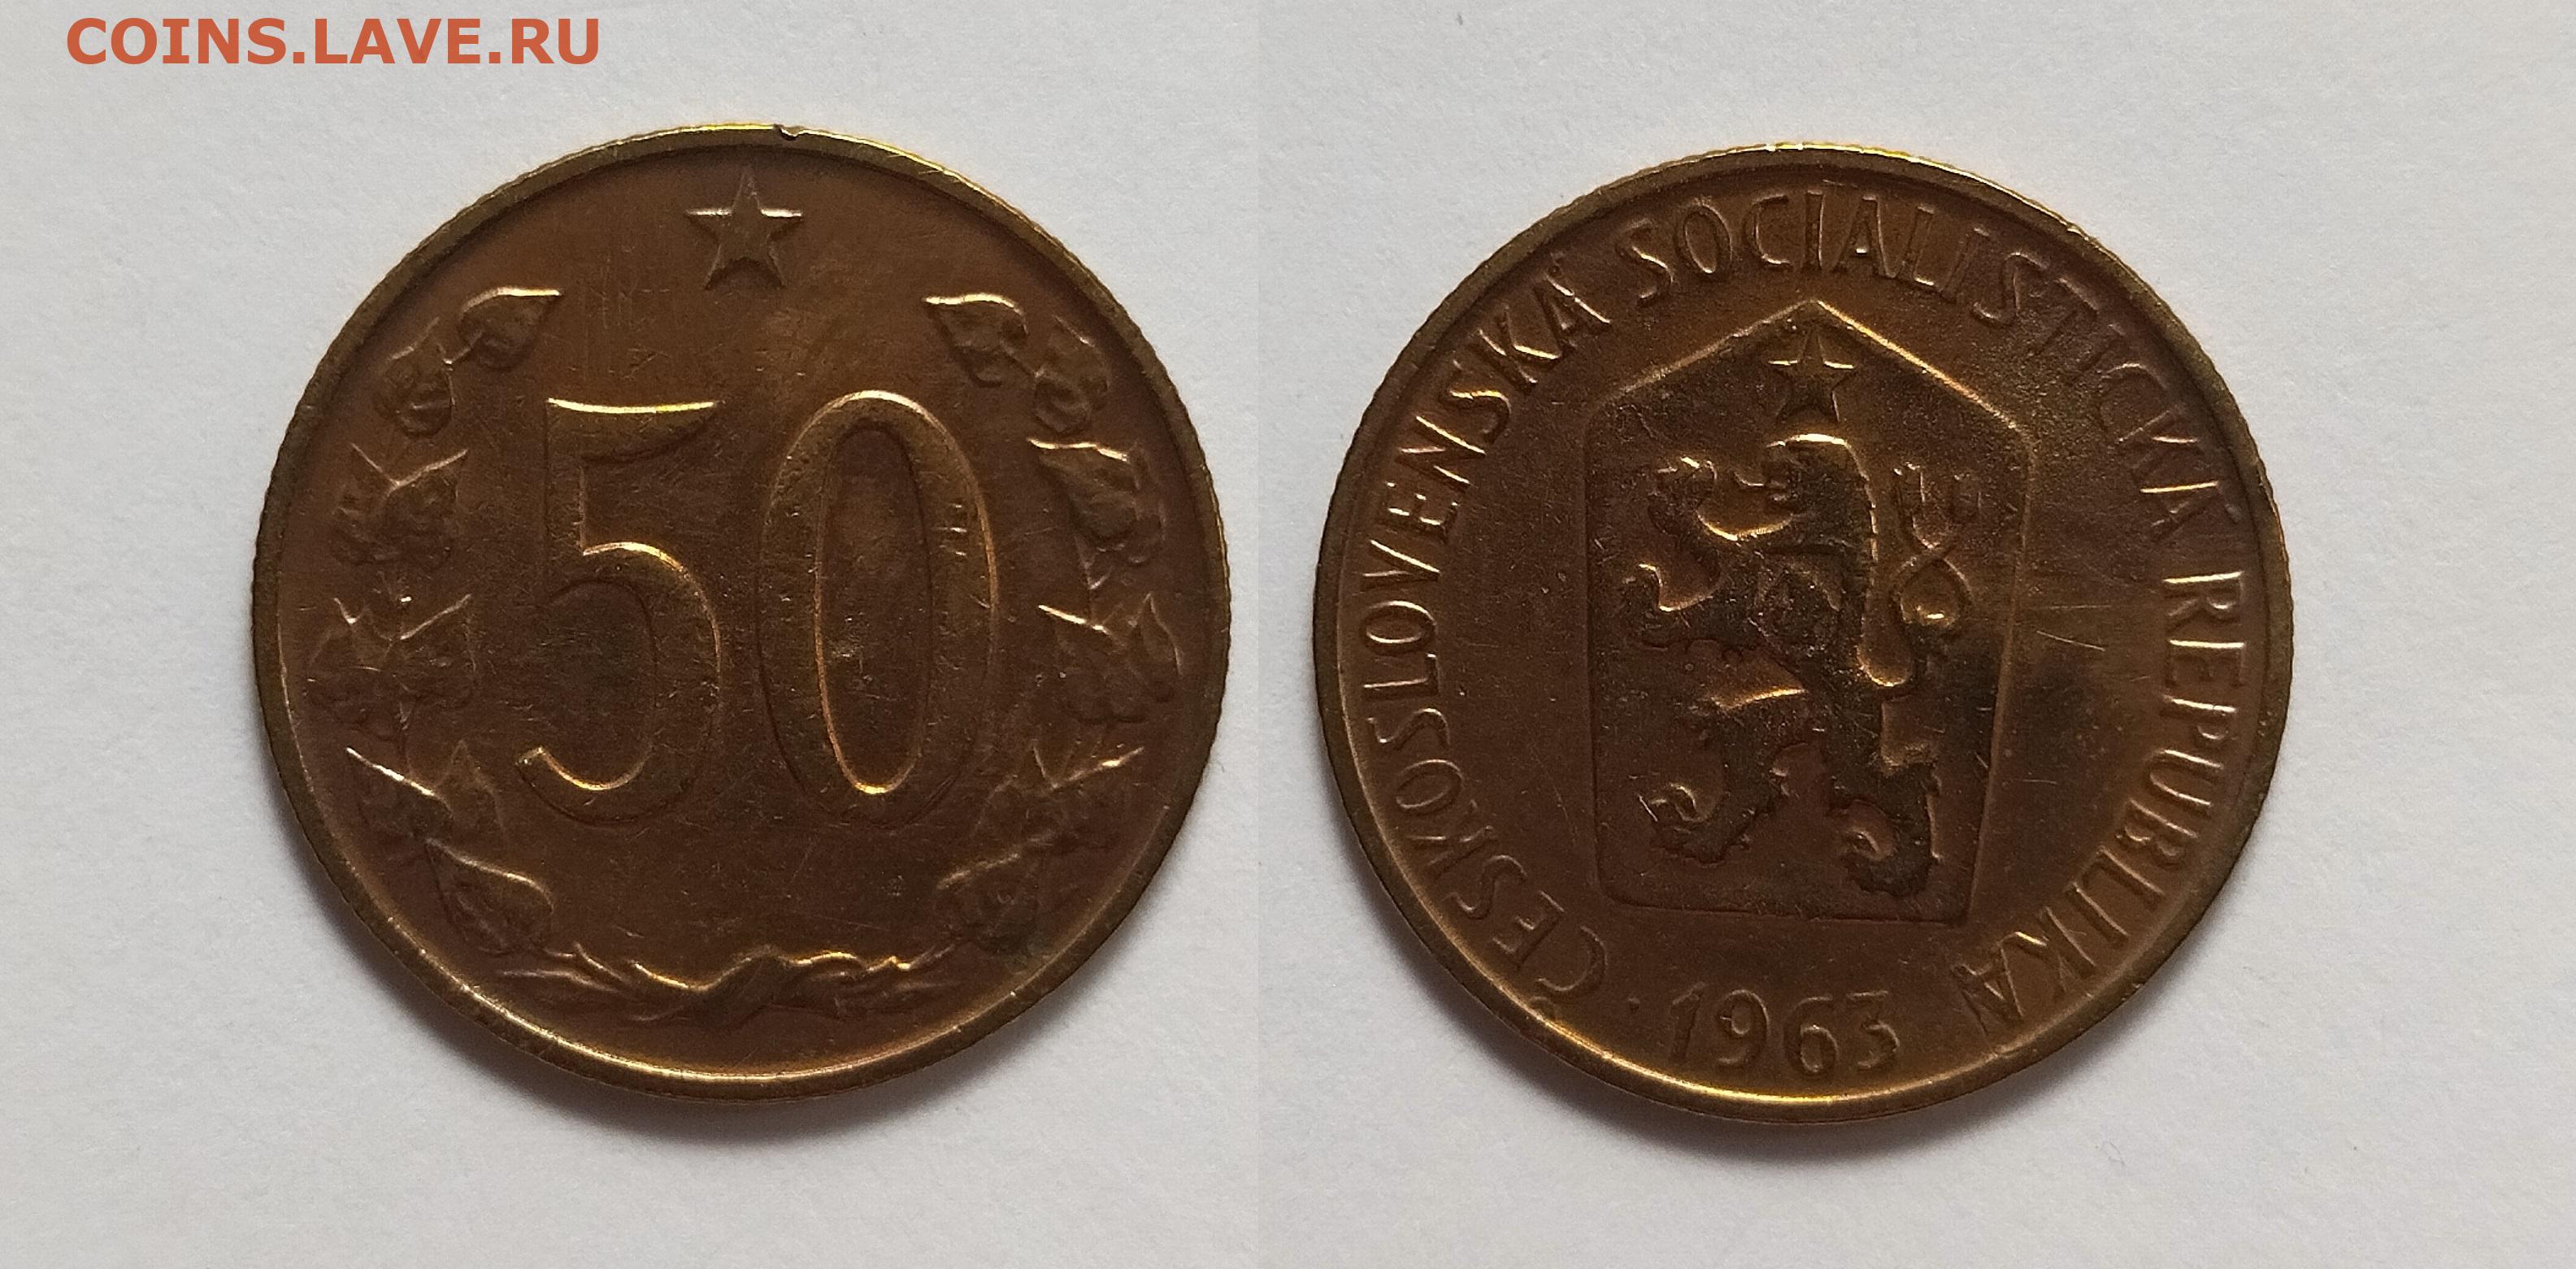 COINS.LAVE.RU
50
ČESKOSLOVENSKÁ SOCIALISTICKÁ REPUBLIKA
· 1963